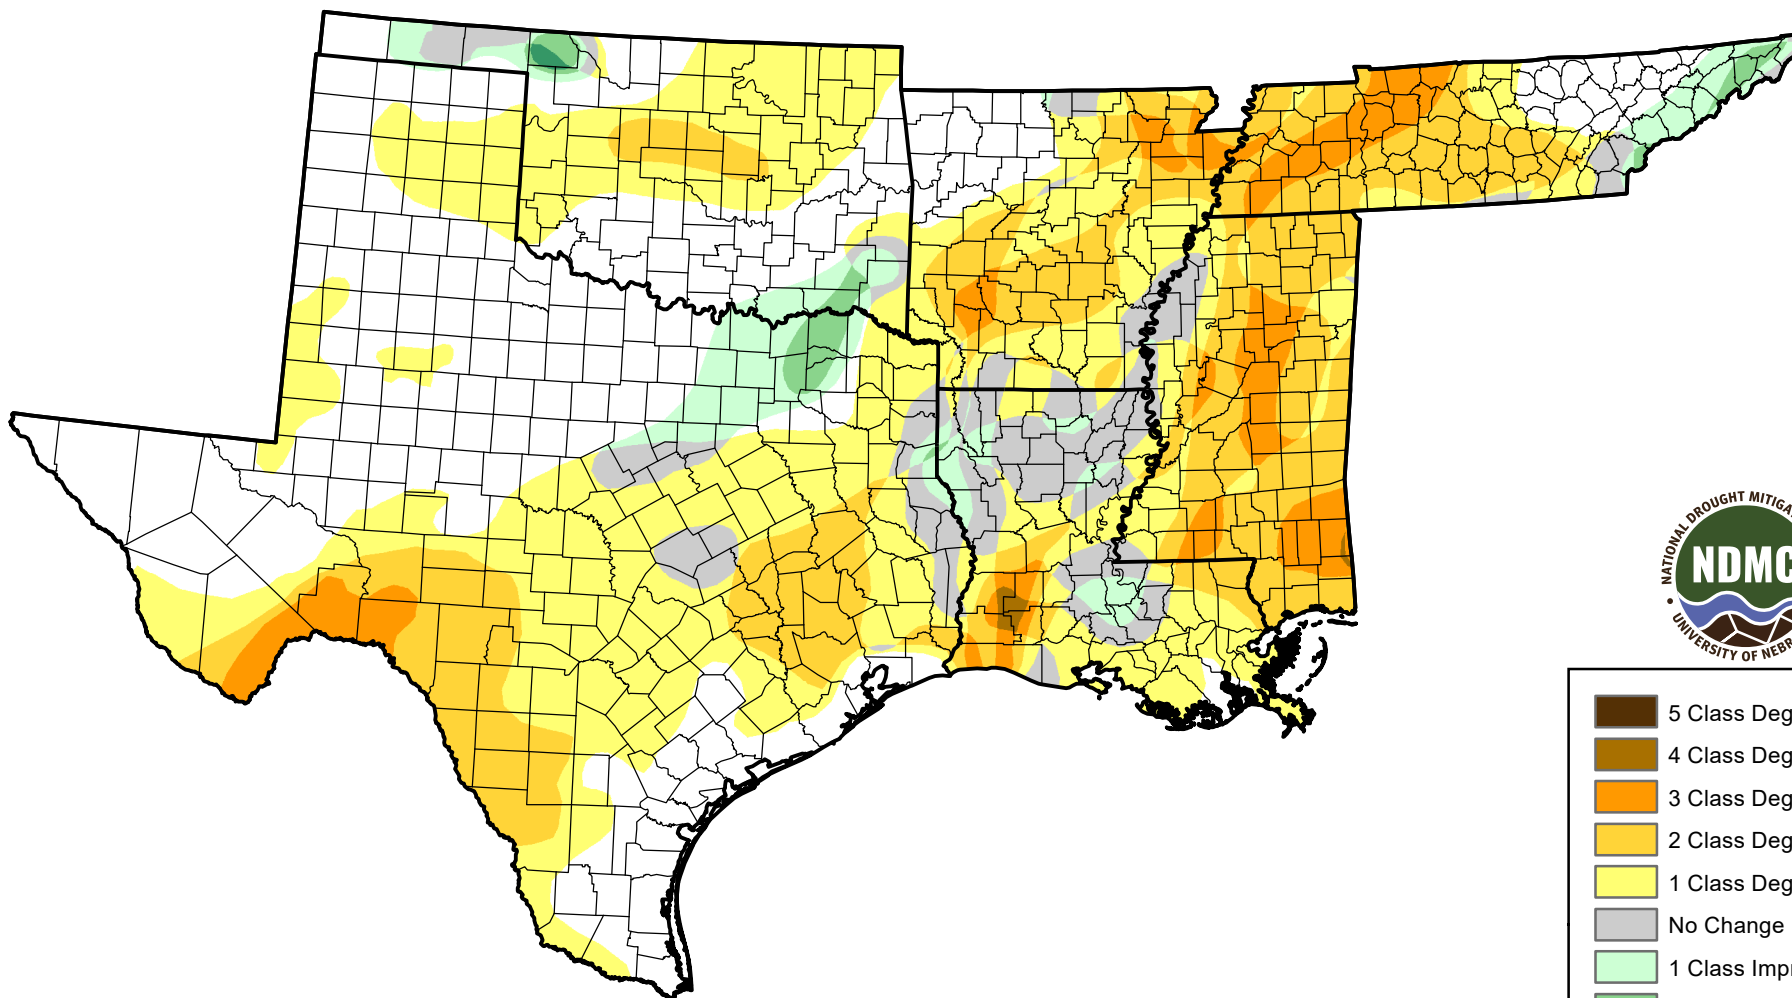 NATIONAL DROUGHT MITIGA
NDMC
UNIVERSITY OF NEBR
5 Class Deg
4 Class Deg
3 Class Deg
2 Class Deg
1 Class Deg
No Change
1 Class Impr